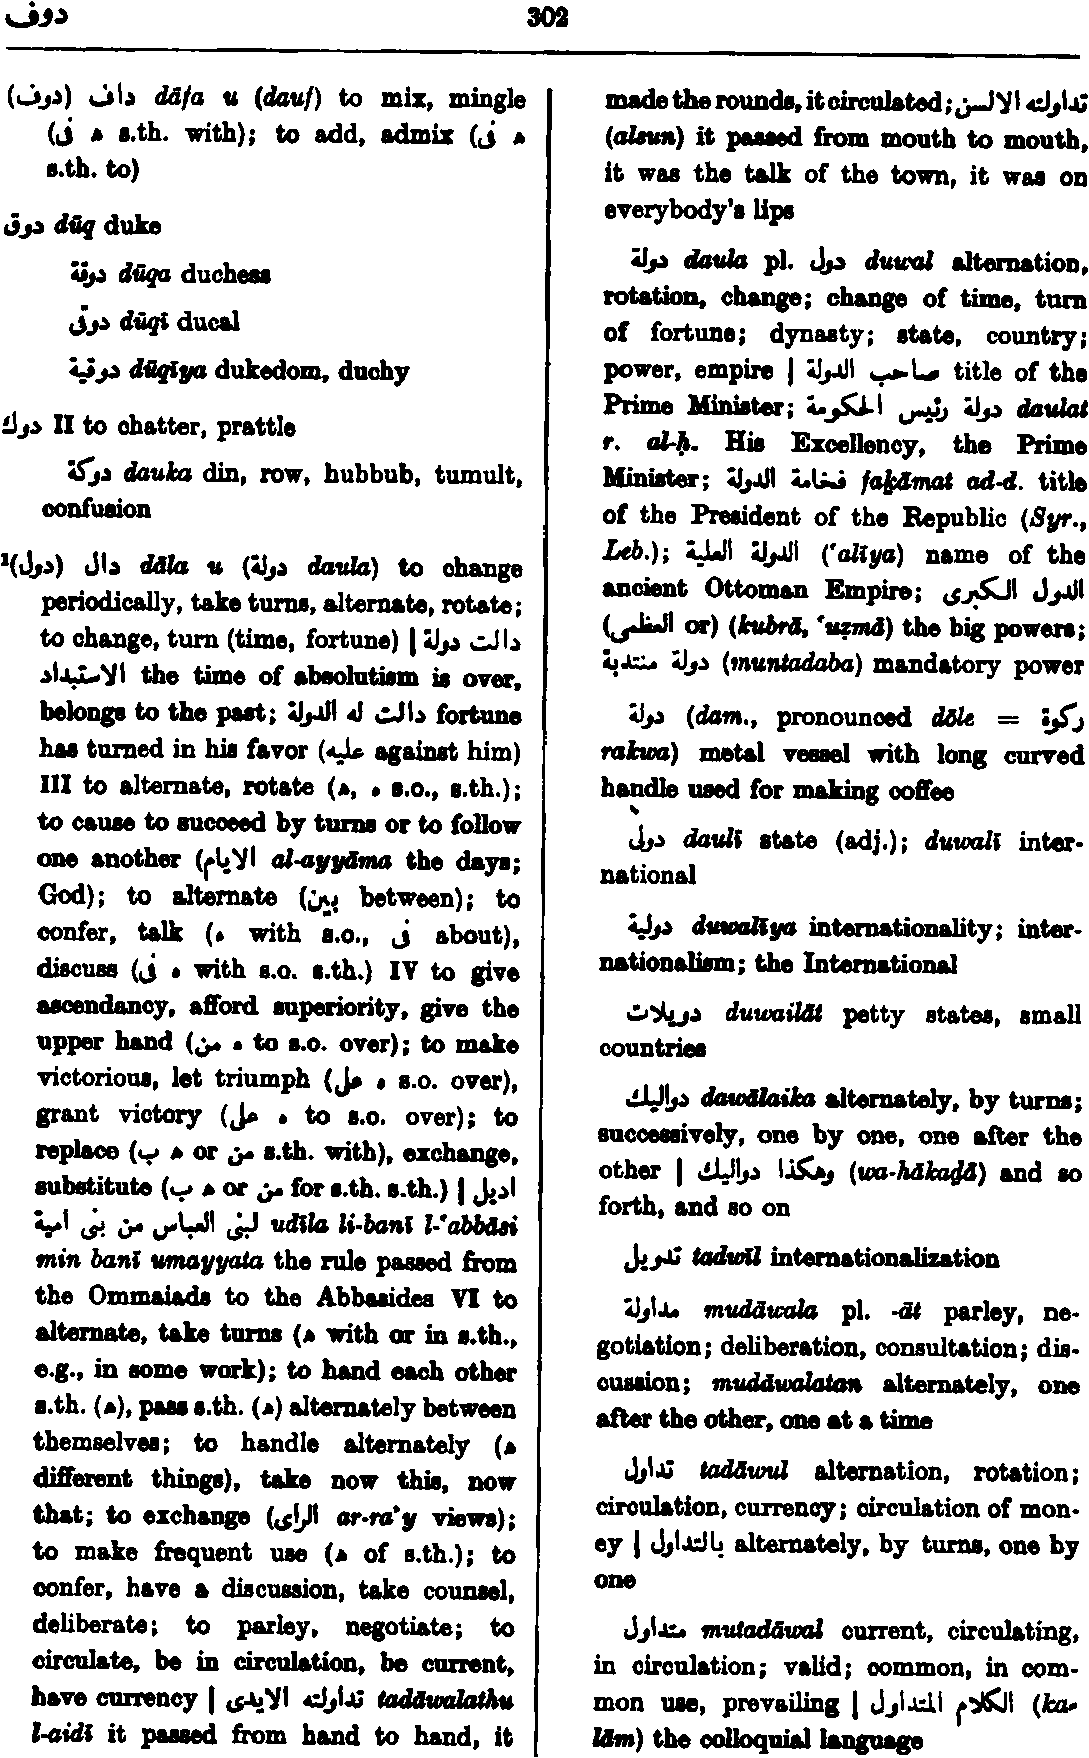 دوف
302
(دوف) داف dāfa u (dauf) to mix, mingle
(ه فى s.th. with); to add, admix (ه فى
s.th. to)
دوق dūq duke
دوقة dūqa duchess
دوقى dūqī ducal
دوقية dūqīya dukedom, duchy
دوك II to chatter, prattle
دوكة dauka din, row, hubbub, tumult,
confusion
¹(دول) دال dāla u (دولة daula) to change
periodically, take turns, alternate, rotate;
to change, turn (time, fortune) | دالت دولة
الاستبداد the time of absolutism is over,
belongs to the past; دالت له الدولة fortune
has turned in his favor (عليه against him)
III to alternate, rotate (ه, ه s.o., s.th.);
to cause to succeed by turns or to follow
one another (الايام al-ayyāma the days;
God); to alternate (بين between); to
confer, talk (ه with s.o., فى about),
discuss (ه فى with s.o. s.th.) IV to give
ascendancy, afford superiority, give the
upper hand (ه من to s.o. over); to make
victorious, let triumph (ه على s.o. over),
grant victory (ه على to s.o. over); to
replace (ه ب or من s.th. with), exchange,
substitute (ه ب or من for s.th. s.th.) | اديل
لبنى العباس من بنى أمية udīla li-banī l-‘abbāsi
min banī umayyata the rule passed from
the Ommaiads to the Abbasides VI to
alternate, take turns (ه with or in s.th.,
e.g., in some work); to hand each other
s.th. (ه), pass s.th. (ه) alternately between
themselves; to handle alternately (ه
different things), take now this, now
that; to exchange (الرأى ar-ra’y views);
to make frequent use (ه of s.th.); to
confer, have a discussion, take counsel,
deliberate; to parley, negotiate; to
circulate, be in circulation, be current,
have currency | تداولته الايدى tadāwalathu
l-aidī it passed from hand to hand, it
made the rounds, it circulated; تداولته الالسن
(alsun) it passed from mouth to mouth,
it was the talk of the town, it was on
everybody's lips
دولة daula pl. دول duwal alternation,
rotation, change; change of time, turn
of fortune; dynasty; state, country;
power, empire | صاحب الدولة title of the
Prime Minister; دولة رئيس الحكومة daulat
r. al-ḥ. His Excellency, the Prime
Minister; فخامة الدولة faḵāmat ad-d. title
of the President of the Republic (Syr.,
Leb.); الدولة العلية (‘alīya) name of the
ancient Ottoman Empire; الدول الكبرى
(العظمى or) (kubrā, ‘uẓmā) the big powers;
دولة منتدبة (muntadaba) mandatory power
دولة (dam., pronounced dōle = ركوة
rakwa) metal vessel with long curved
handle used for making coffee
دولى daulī state (adj.); duwalī inter-
national
دولية duwalīya internationality; inter-
nationalism; the International
دويلات duwailāt petty states, small
countries
دواليك dawālaika alternately, by turns;
successively, one by one, one after the
other | وهكذا دواليك (wa-hākaḏā) and so
forth, and so on
تدويل tadwīl internationalization
مداولة mudāwala pl. -āt parley, ne-
gotiation; deliberation, consultation; dis-
cussion; mudāwalatan alternately, one
after the other, one at a time
تداول tadāwul alternation, rotation;
circulation, currency; circulation of mon-
ey | بالتداول alternately, by turns, one by
one
متداول mutadāwal current, circulating,
in circulation; valid; common, in com-
mon use, prevailing | الكلام المتداول (ka-
lām) the colloquial language